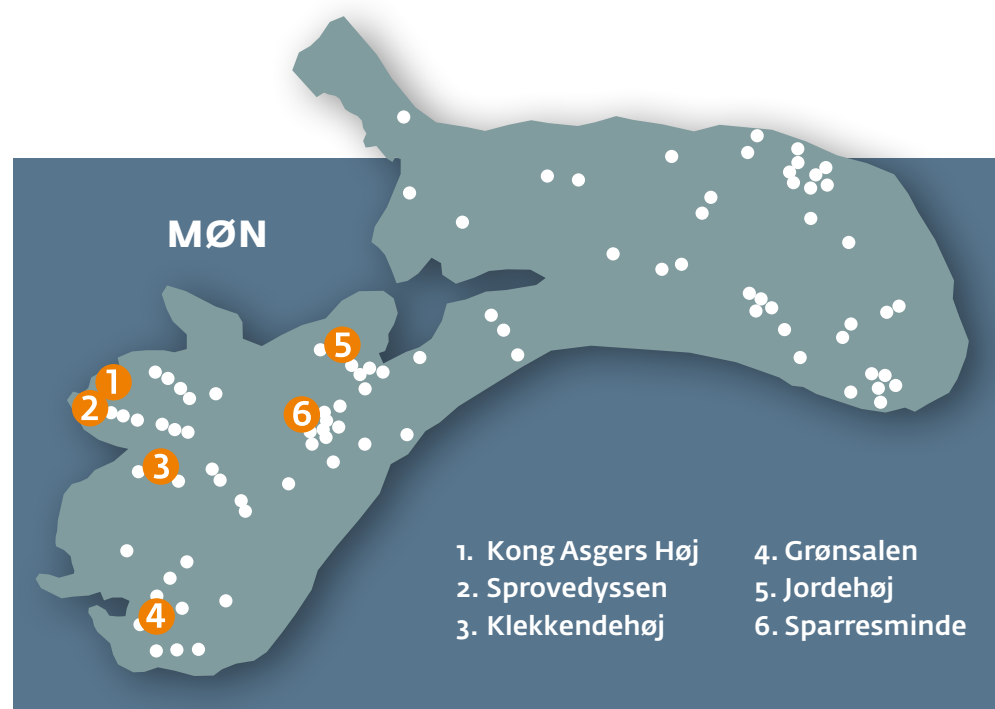 MØN
5
1
2
6
3
4
1. Kong Asgers Høj
2. Sprovedyssen
3. Klekkendehøj
4. Grønsalen
5. Jordehøj
6. Sparresminde